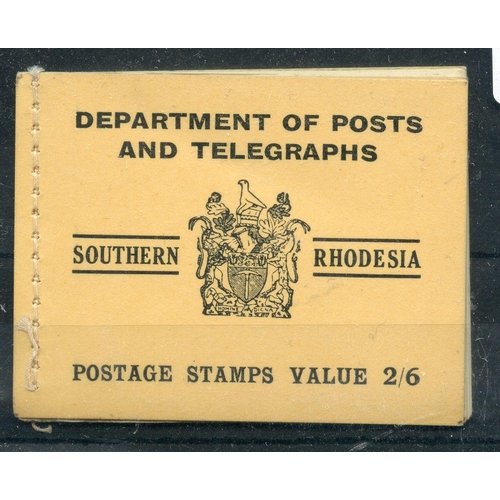 DEPARTMENT OF POSTS
AND TELEGRAPHS
SOUTHERN RHODESIA
POSTAGE STAMPS VALUE 2/6